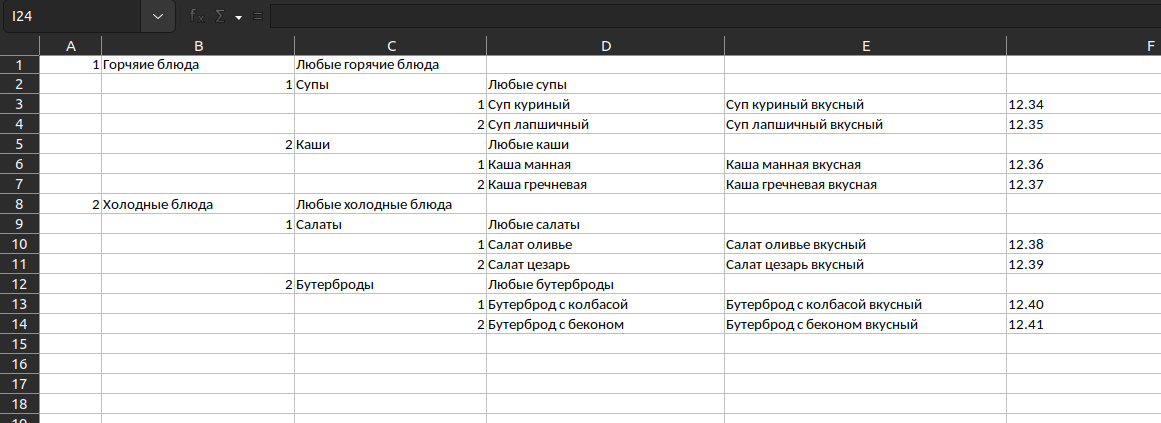 I24 fx Σ =
A B C D E F
1 1 Горчяие блюда Любые горячие блюда
2 1 Супы Любые супы
3 1 Суп куриный Суп куриный вкусный 12.34
4 2 Суп лапшичный Суп лапшичный вкусный 12.35
5 2 Каши Любые каши
6 1 Каша манная Каша манная вкусная 12.36
7 2 Каша гречневая Каша гречневая вкусная 12.37
8 2 Холодные блюда Любые холодные блюда
9 1 Салаты Любые салаты
10 1 Салат оливье Салат оливье вкусный 12.38
11 2 Салат цезарь Салат цезарь вкусный 12.39
12 2 Бутерброды Любые бутерброды
13 1 Бутерброд с колбасой Бутерброд с колбасой вкусный 12.40
14 2 Бутерброд с беконом Бутерброд с беконом вкусный 12.41
15
16
17
18
19